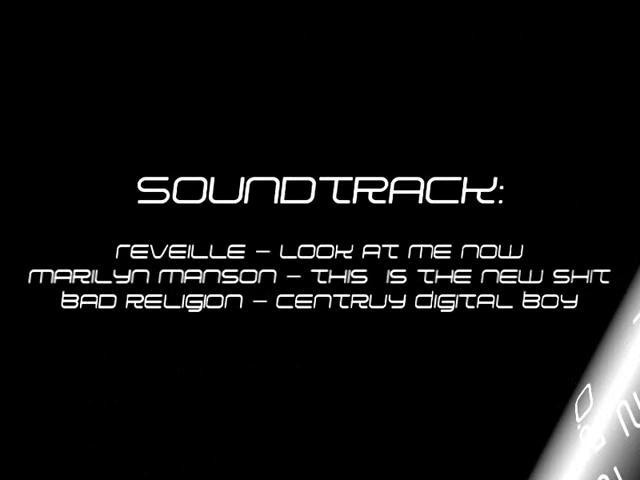 SOUNDTRACK:
REVEILLE - LOOK AT ME NOW
MARILYN MANSON - THIS IS THE NEW SHIT
BAD RELIGION - CENTRUY DIGITAL BOY